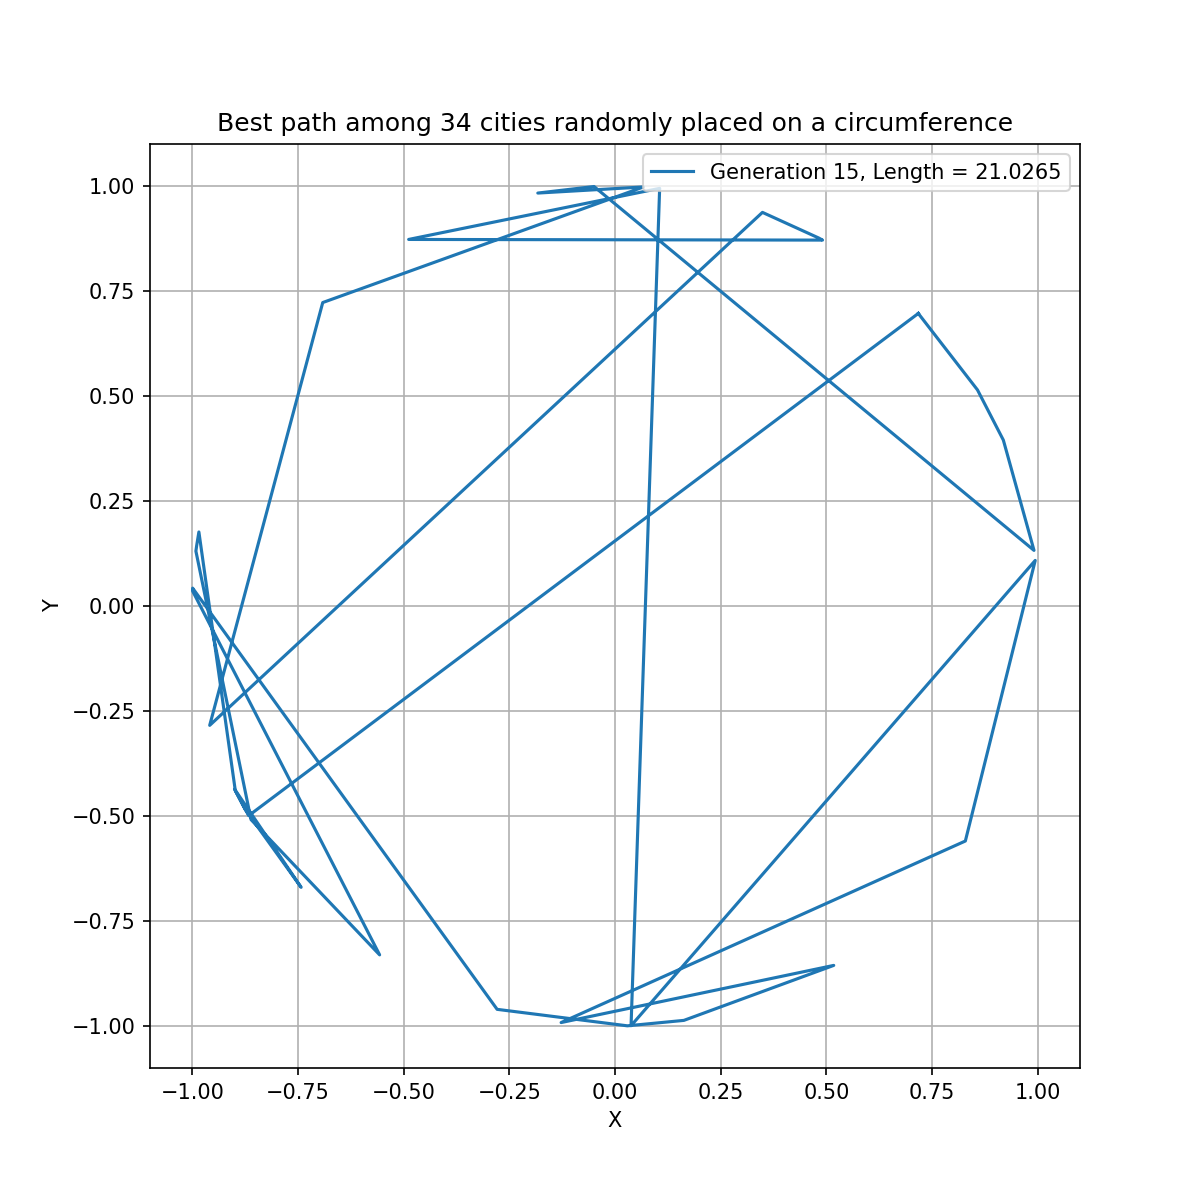 Best path among 34 cities randomly placed on a circumference
Generation 15, Length = 21.0265
1.00
0.75
0.50
0.25
0.00
−0.25
−0.50
−0.75
−1.00
Y
−1.00 −0.75 −0.50 −0.25 0.00 0.25 0.50 0.75 1.00
X